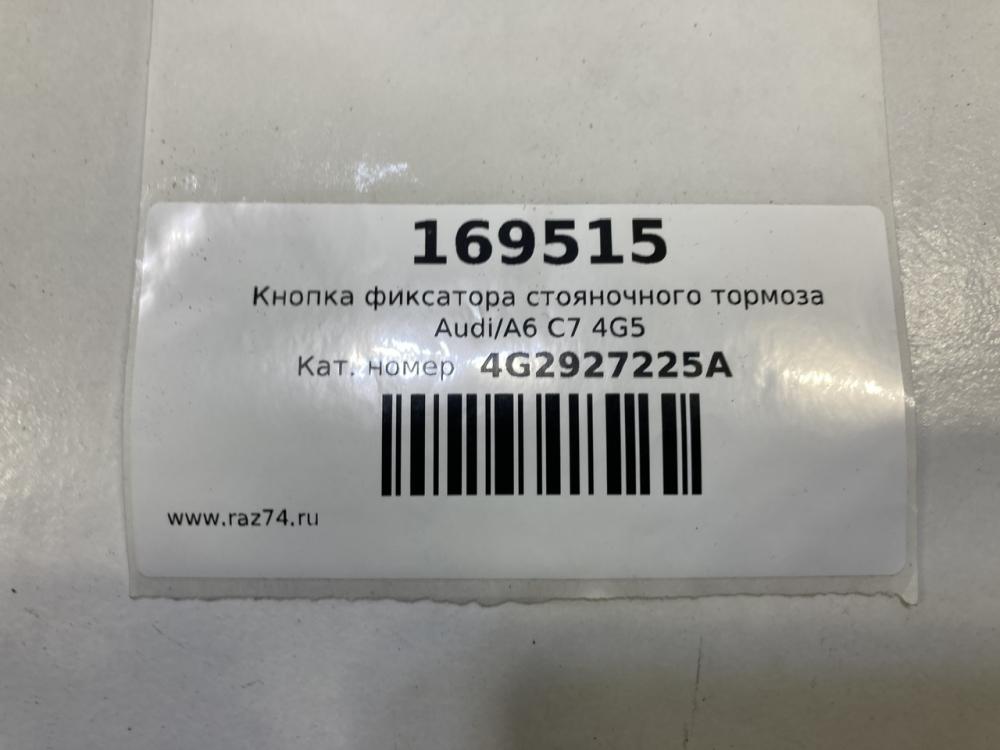 169515
Кнопка фиксатора стояночного тормоза
Audi/A6 C7 4G5
Кат. номер 4G2927225A
www.raz74.ru